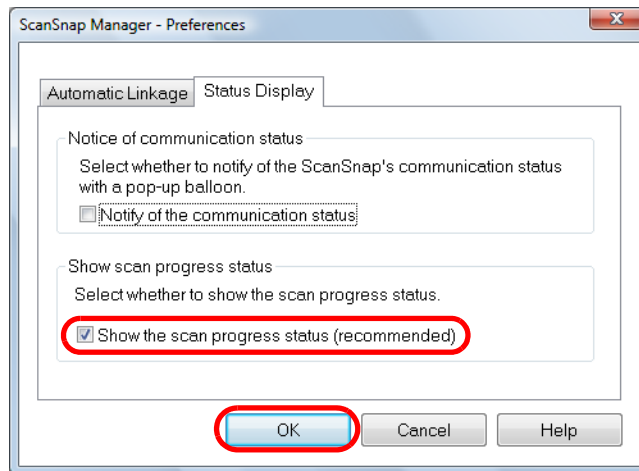 ScanSnap Manager - Preferences
Automatic Linkage Status Display
Notice of communication status
Select whether to notify of the ScanSnap's communication status
with a pop-up balloon.
Notify of the communication status
Show scan progress status
Select whether to show the scan progress status.
Show the scan progress status (recommended)
OK Cancel Help